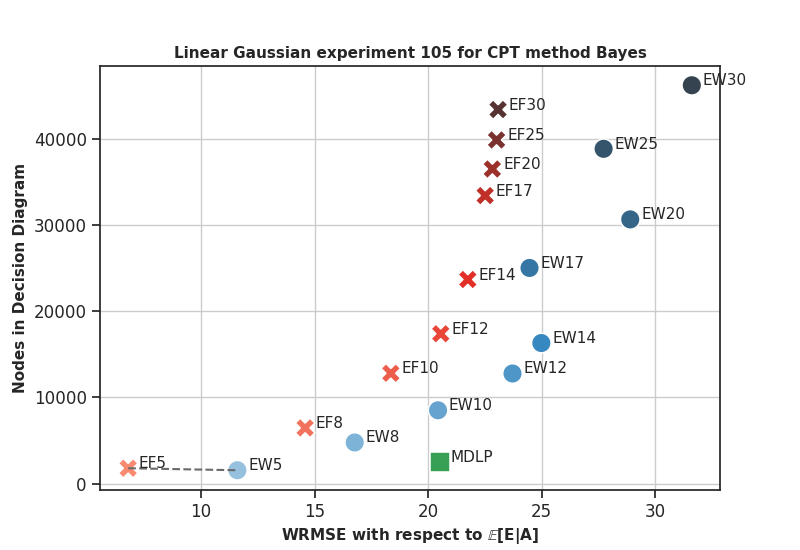 Linear Gaussian experiment 105 for CPT method Bayes
Nodes in Decision Diagram
40000
30000
20000
10000
0
EW30
EF30
EF25
EW25
EF20
EF17
EW20
EW17
EF14
EF12
EW14
EF10
EW12
EW10
EF8
EW8
MDLP
EF5
EW5
10
15
20
25
30
WRMSE with respect to 𝔼[E|A]